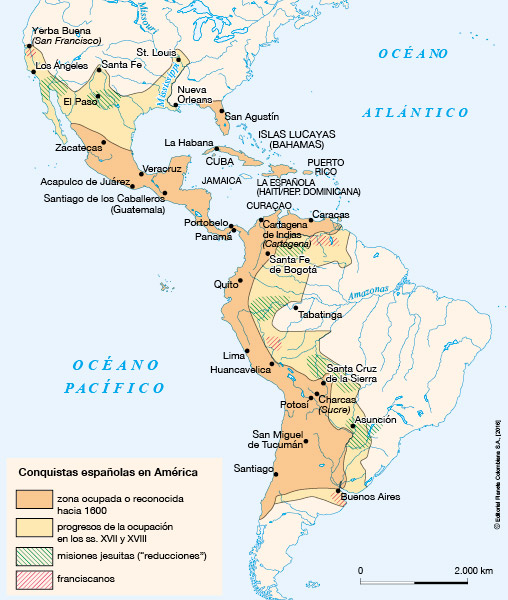 Missouri
Yerba Buena
(San Francisco)
St. Louis
OCÉANO
ATLÁNTICO
Los Ángeles
Santa Fe
Mississippi
El Paso
Nueva
Orleans
San Agustín
Zacatecas
La Habana
ISLAS LUCAYAS
(BAHAMAS)
CUBA
PUERTO
RICO
Veracruz
Acapulco de Juárez
JAMAICA
LA ESPAÑOLA
(HAITÍ/REP. DOMINICANA)
Santiago de los Caballeros
(Guatemala)
CURAÇAO
Portobelo
Panamá
Cartagena
de Indias
(Cartagena)
Caracas
Santa Fe
de Bogotá
Quito
Amazonas
Tabatinga
OCÉANO
PACÍFICO
Lima
Huancavelica
Santa Cruz
de la Sierra
Potosí
Charcas
(Sucre)
Asunción
San Miguel
de Tucumán
Santiago
Buenos Aires
Conquistas españolas en América
zona ocupada o reconocida
hacia 1600
progresos de la ocupación
en los ss. XVII y XVIII
misiones jesuitas ("reducciones")
franciscanos
0 2.000 km
© Editorial Planeta Colombiana S.A., (2016)